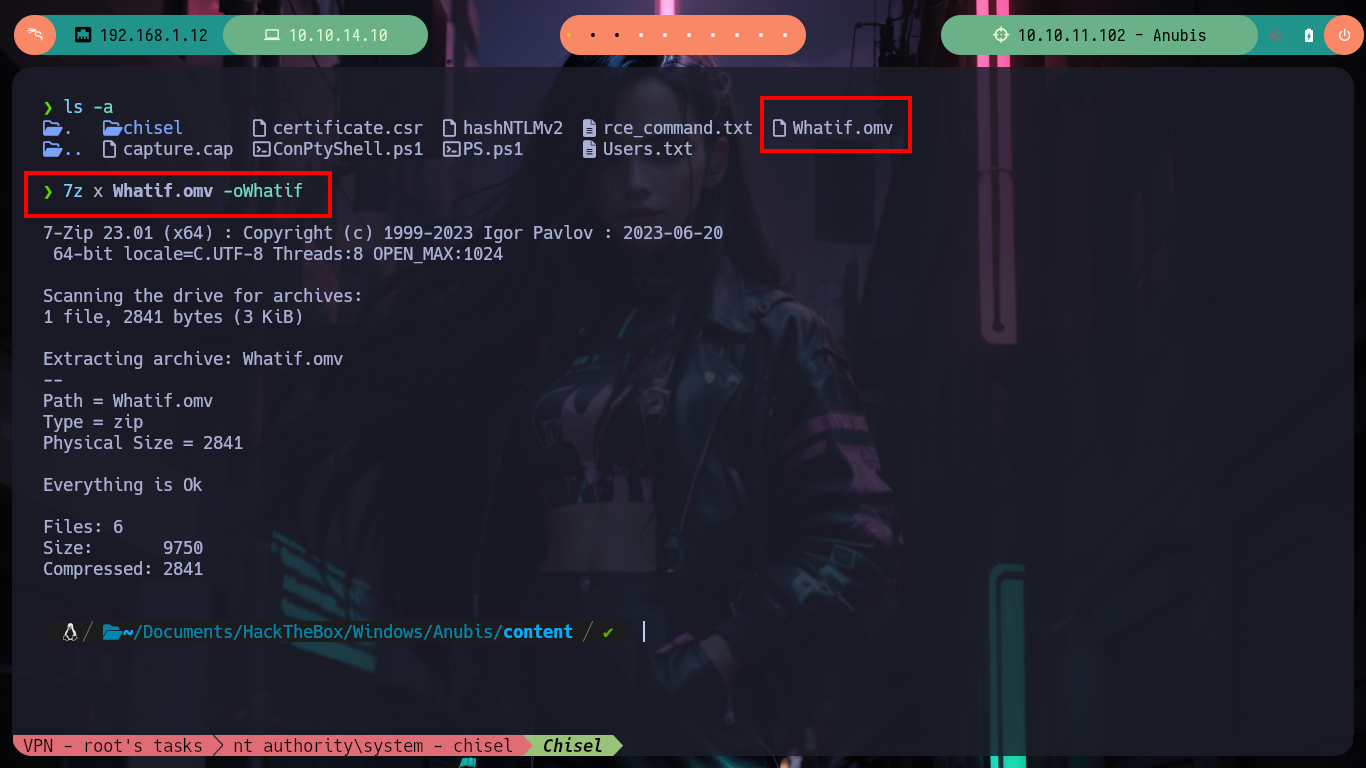 192.168.1.12 10.10.14.10 10.10.11.102 - Anubis
❯ ls -a
. chisel certificate.csr hashNTLMv2 rce_command.txt Whatif.omv
.. capture.cap ConPtyShell.ps1 PS.ps1 Users.txt
❯ 7z x Whatif.omv -oWhatif
7-Zip 23.01 (x64) : Copyright (c) 1999-2023 Igor Pavlov : 2023-06-20
64-bit locale=C.UTF-8 Threads:8 OPEN_MAX:1024
Scanning the drive for archives:
1 file, 2841 bytes (3 KiB)
Extracting archive: Whatif.omv
--
Path = Whatif.omv
Type = zip
Physical Size = 2841
Everything is Ok
Files: 6
Size: 9750
Compressed: 2841
/ ~/Documents/HackTheBox/Windows/Anubis/content / ✔
VPN - root's tasks nt authority\system - chisel Chisel